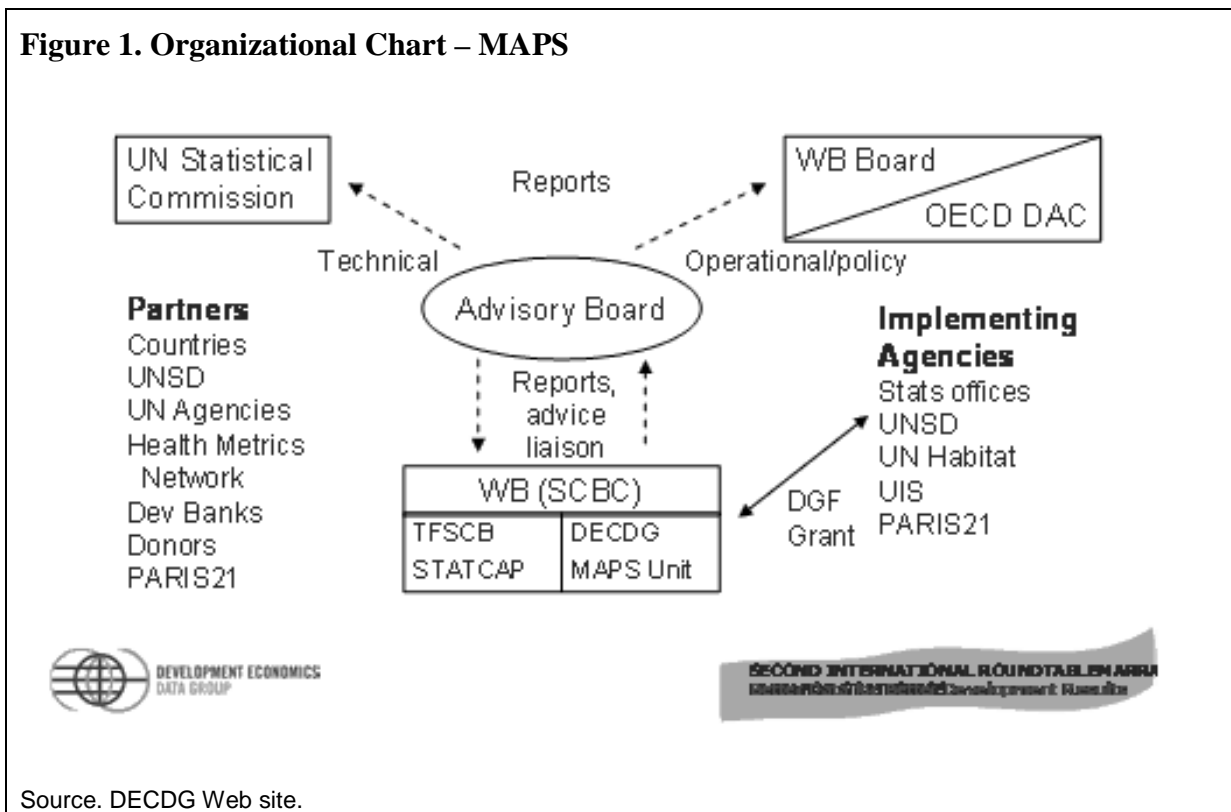 Figure 1. Organizational Chart – MAPS
UN Statistical
Commission
Reports
WB Board
OECD DAC
Technical
Operational/policy
Advisory Board
Partners
Countries
UNSD
UN Agencies
Health Metrics
Network
Dev Banks
Donors
PARIS21
Reports,
advice
liaison
WB (SCBC)
TFSCB
DECDG
STATCAP
MAPS Unit
DGF
Grant
Implementing
Agencies
Stats offices
UNSD
UN Habitat
UIS
PARIS21
DEVELOPMENT ECONOMICS
DATA GROUP
SECOND INTERNATIONAL ROUNDTABLE
Development Results
Source. DECDG Web site.